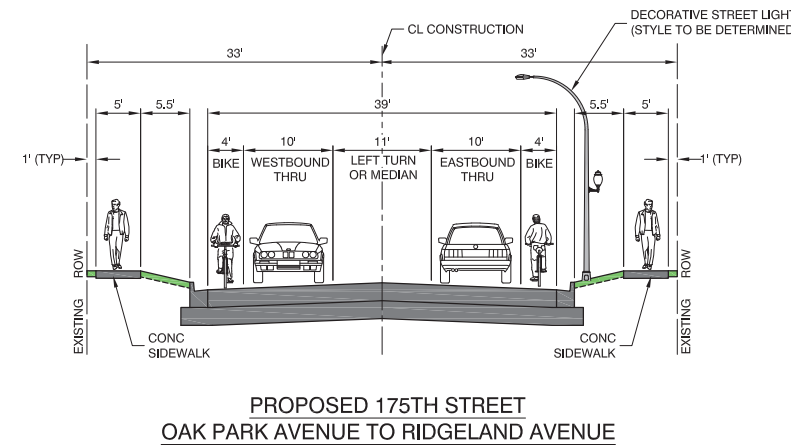 DECORATIVE STREET LIGHT
(STYLE TO BE DETERMINED
CL CONSTRUCTION
33'
33'
5'
5.5'
39'
5.5'
5'
1' (TYP)
4'
10'
11'
10'
4'
1' (TYP)
BIKE
WESTBOUND
THRU
LEFT TURN
OR MEDIAN
EASTBOUND
THRU
BIKE
EXISTING ROW
EXISTING ROW
CONC
SIDEWALK
CONC
SIDEWALK
PROPOSED 175TH STREET
OAK PARK AVENUE TO RIDGELAND AVENUE